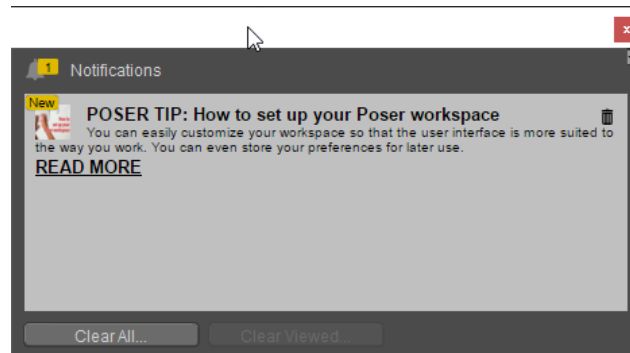 x
1 Notifications
New
POSER TIP: How to set up your Poser workspace
You can easily customize your workspace so that the user interface is more suited to
the way you work. You can even store your preferences for later use.
READ MORE
Clear All...
Clear Viewed...